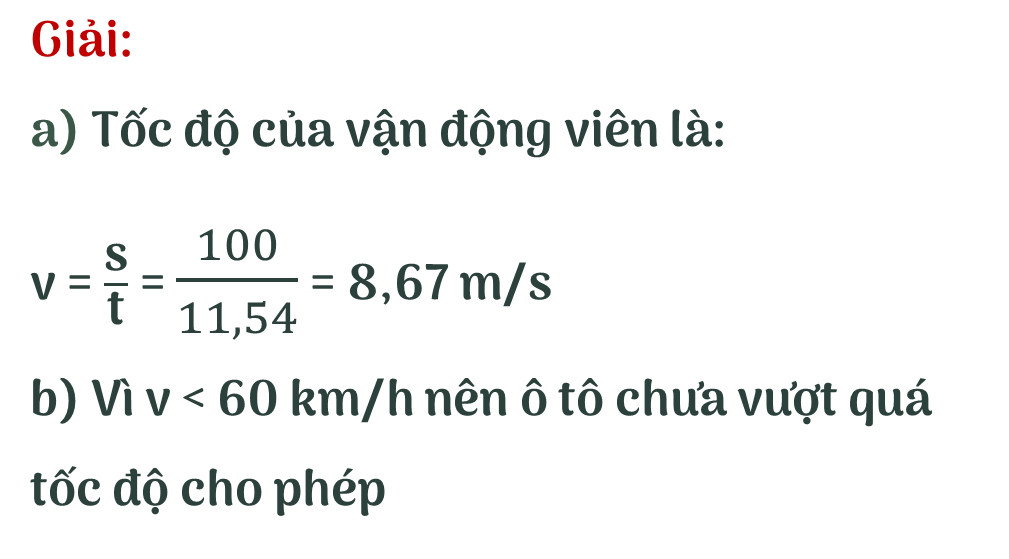 Giải:
a) Tốc độ của vận động viên là:
v = s/t = 100/11,54 = 8,67 m/s
b) Vì v < 60 km/h nên ô tô chưa vượt quá
tốc độ cho phép